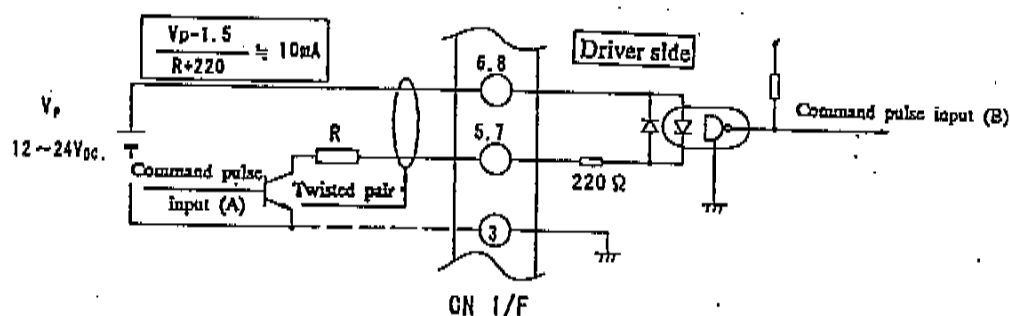 Vp-1.5
R+220
≒ 10mA
Driver side
6.8
Vp
12~24VDC.
R
5.7
Command pulse input (B)
220 Ω
Command pulse
input (A)
Twisted pair
3
CN I/F